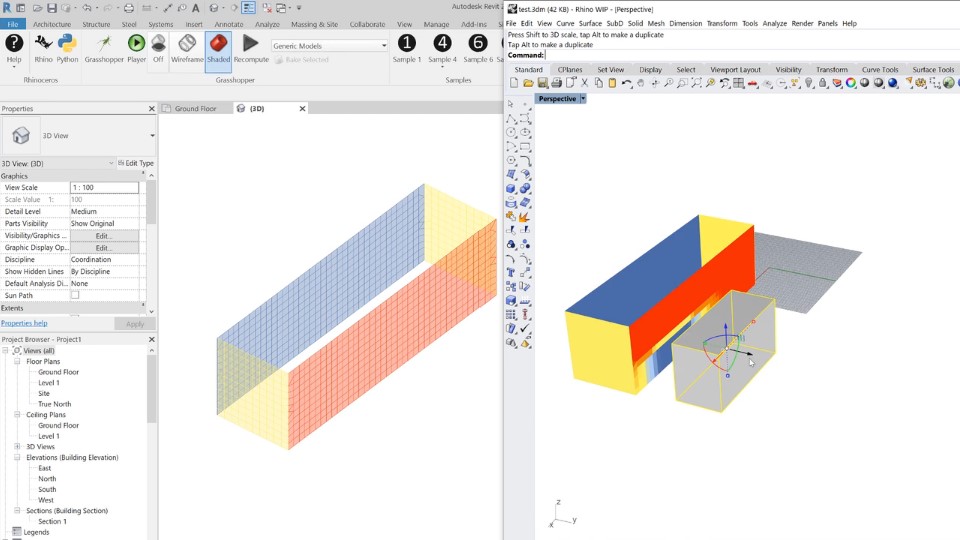 Autodesk Revit 2
File
Architecture
Structure
Steel
Systems
Insert
Annotate
Analyze
Massing & Site
Collaborate
View
Manage
Add-Ins
Help
Rhino
Python
Grasshopper
Player
Off
Wireframe
Shaded
Recompute
Generic Models
Bake Selected
Sample 1
Sample 4
Sample 6
Rhinoceros
Grasshopper
Samples
Properties
Ground Floor
(3D)
3D View
3D View: (3D)
Edit Type
Graphics
View Scale
1 : 100
Scale Value 1:
100
Detail Level
Medium
Parts Visibility
Show Original
Visibility/Graphics ...
Edit...
Graphic Display Op...
Edit...
Discipline
Coordination
Show Hidden Lines
By Discipline
Default Analysis Di...
None
Sun Path
Extents
Properties help
Apply
Project Browser - Project1
Views (all)
Floor Plans
Ground Floor
Level 1
Site
True North
Ceiling Plans
Ground Floor
Level 1
3D Views
Elevations (Building Elevation)
East
North
South
West
Sections (Building Section)
Section 1
Legends
test.3dm (42 KB) - Rhino WIP - [Perspective]
File Edit View Curve Surface SubD Solid Mesh Dimension Transform Tools Analyze Render Panels Help
Press Shift to 3D scale, tap Alt to make a duplicate
Tap Alt to make a duplicate
Command:
Standard
CPlanes
Set View
Display
Select
Viewport Layout
Visibility
Transform
Curve Tools
Surface Tools
Perspective
z
x
y